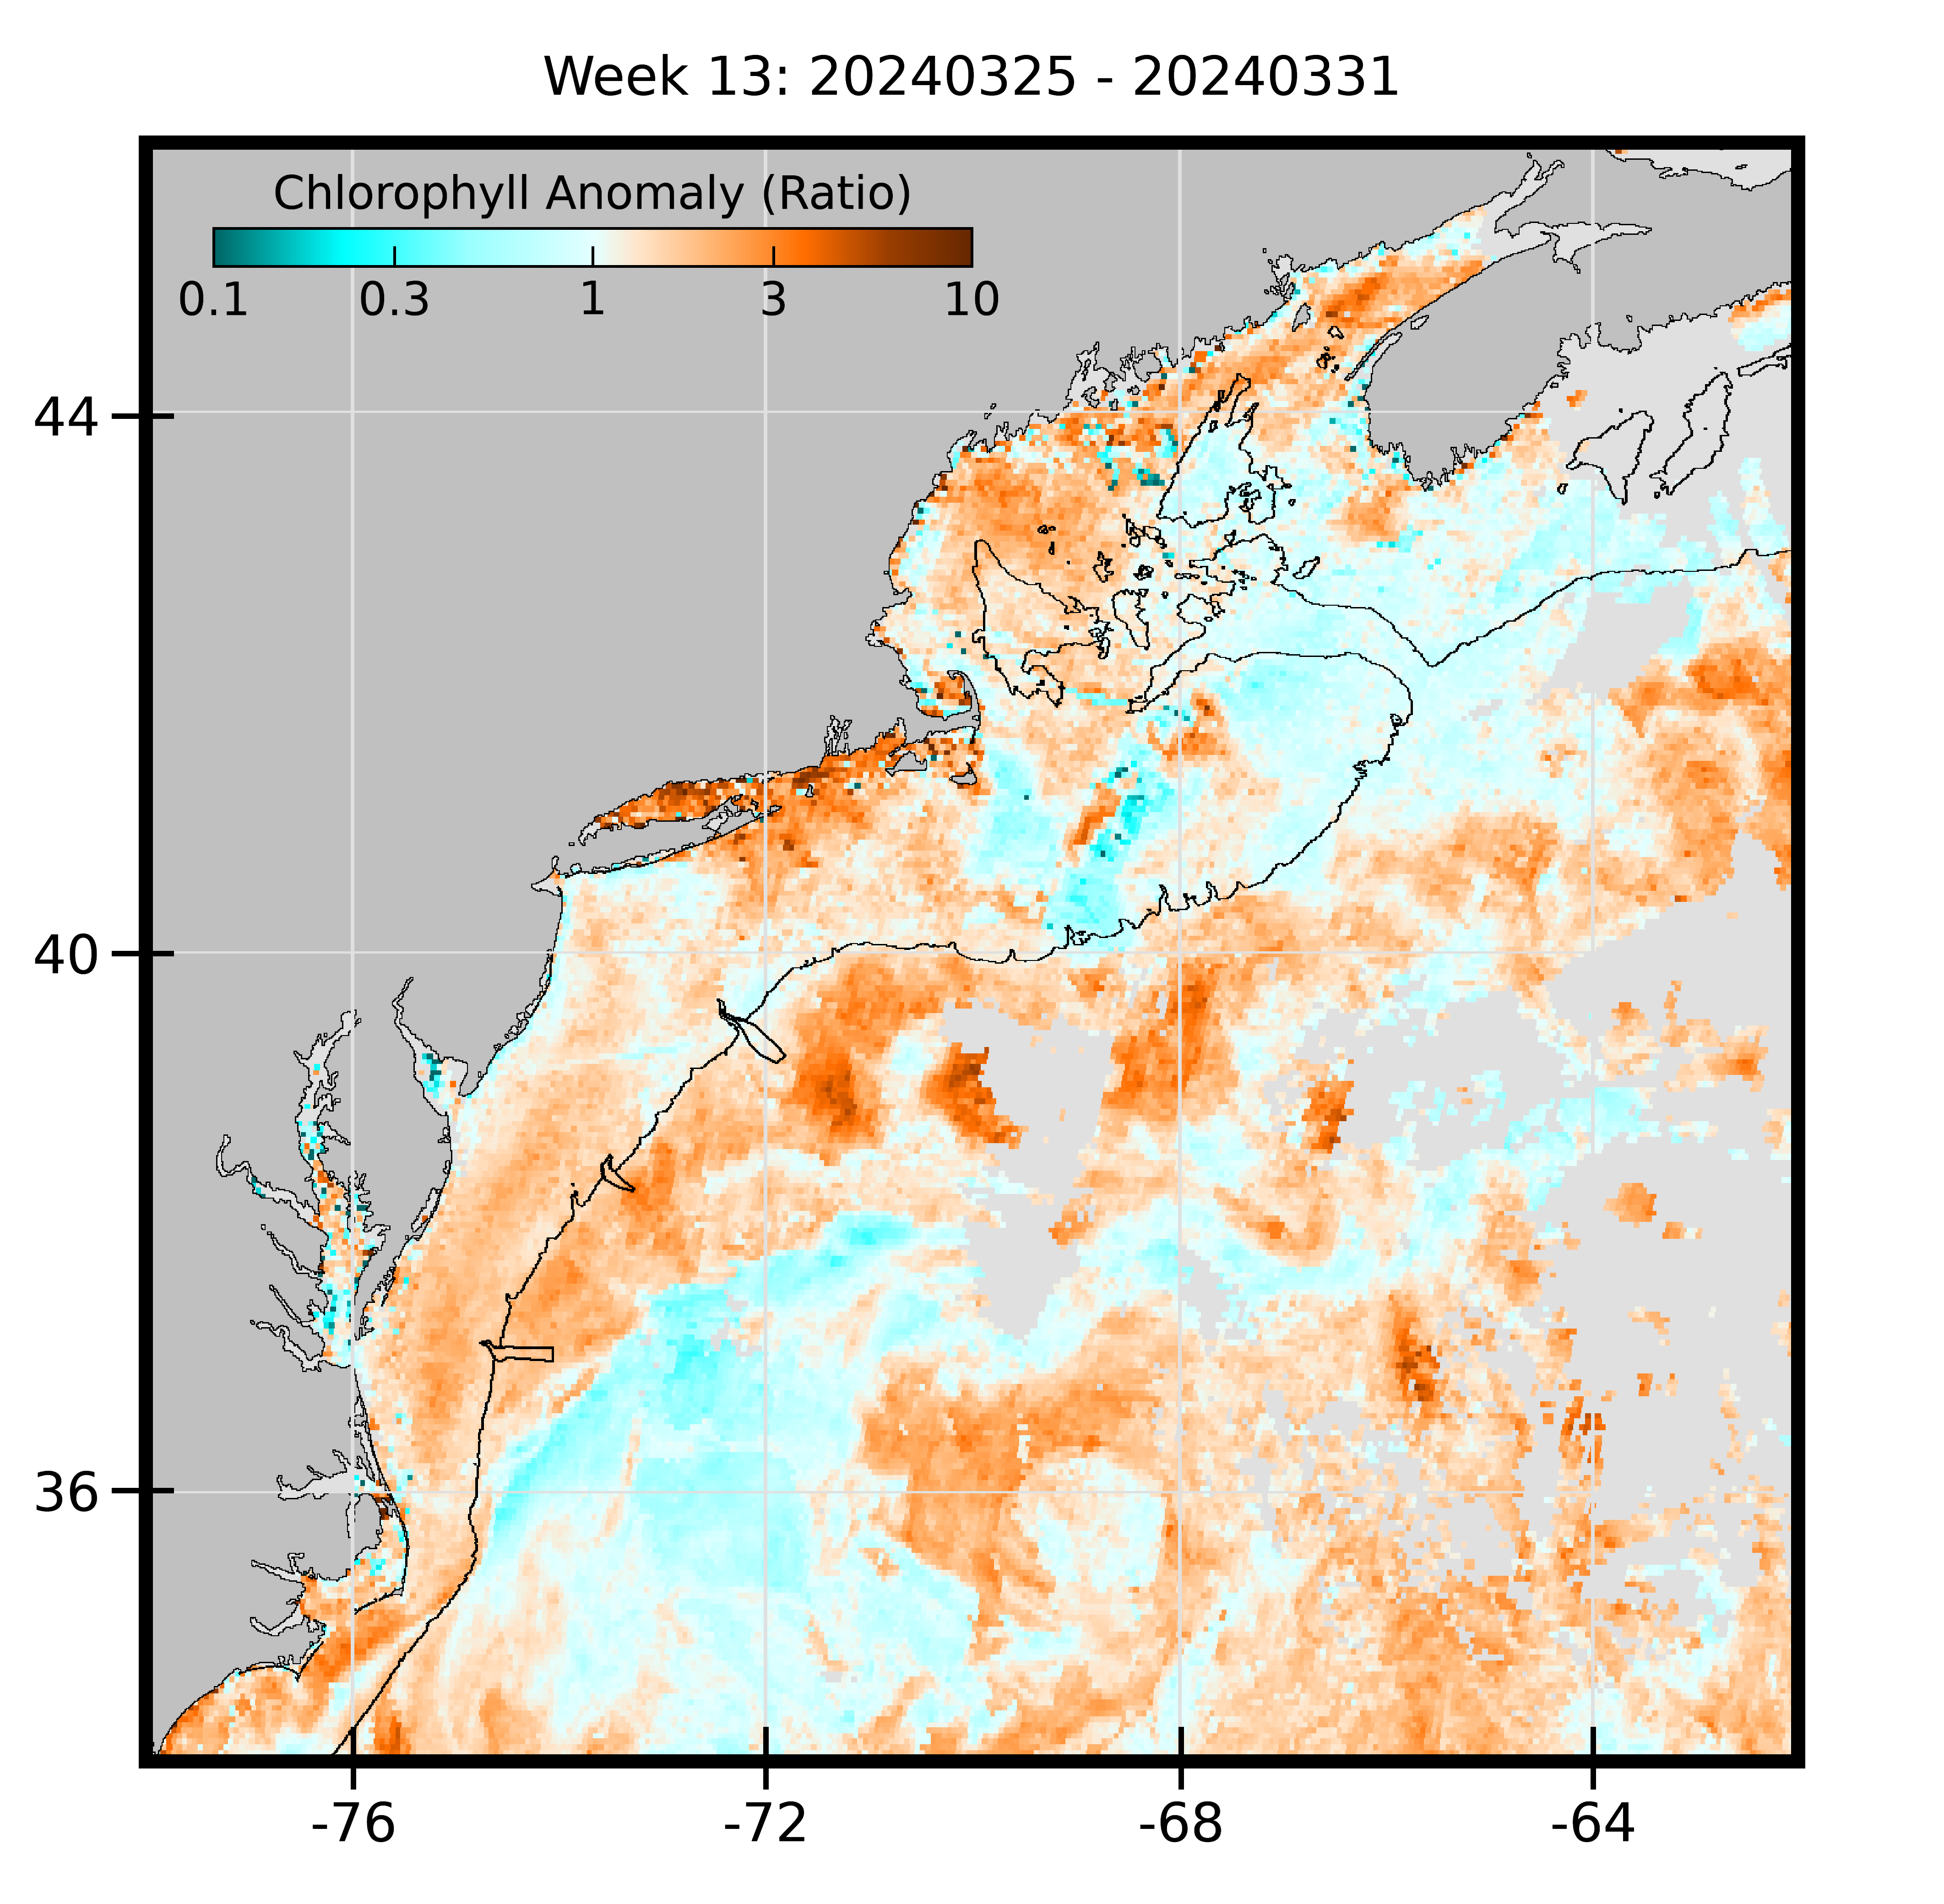 Week 13: 20240325 - 20240331
Chlorophyll Anomaly (Ratio)
0.1 0.3 1 3 10
44
40
36
-76 -72 -68 -64